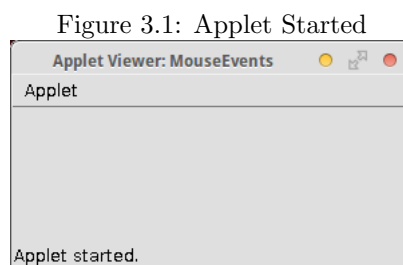 Figure 3.1: Applet Started
Applet Viewer: MouseEvents
Applet
Applet started.